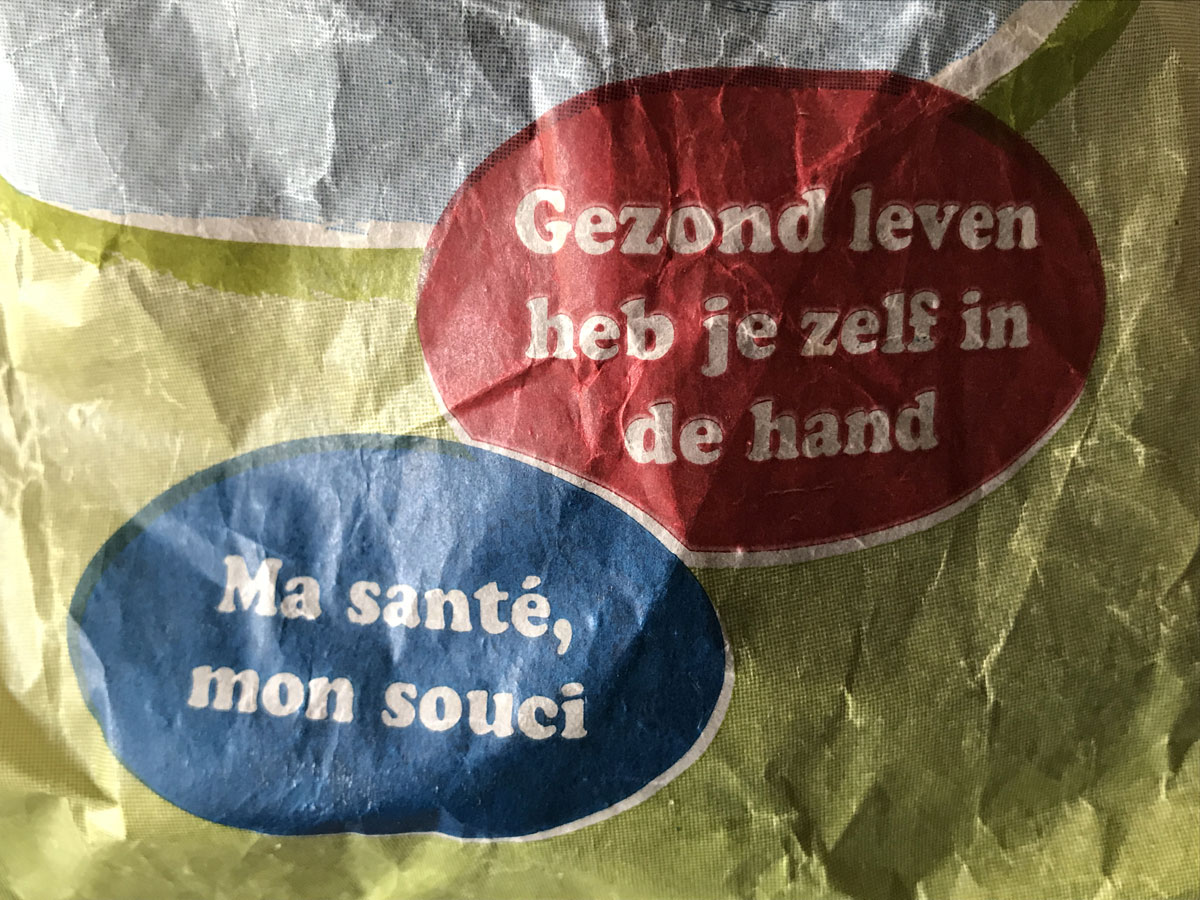 Gezond leven
heb je zelf in
de hand
Ma santé,
mon souci